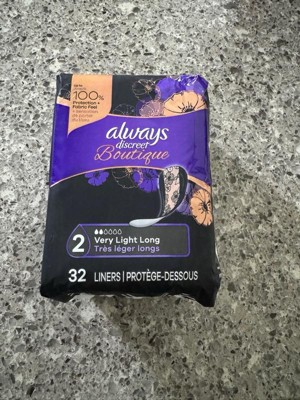 100%
Protection +
Fabric Feel
always
discreet
Boutique
2
Very Light Long
Très léger longs
32 LINERS | PROTÈGE-DESSOUS